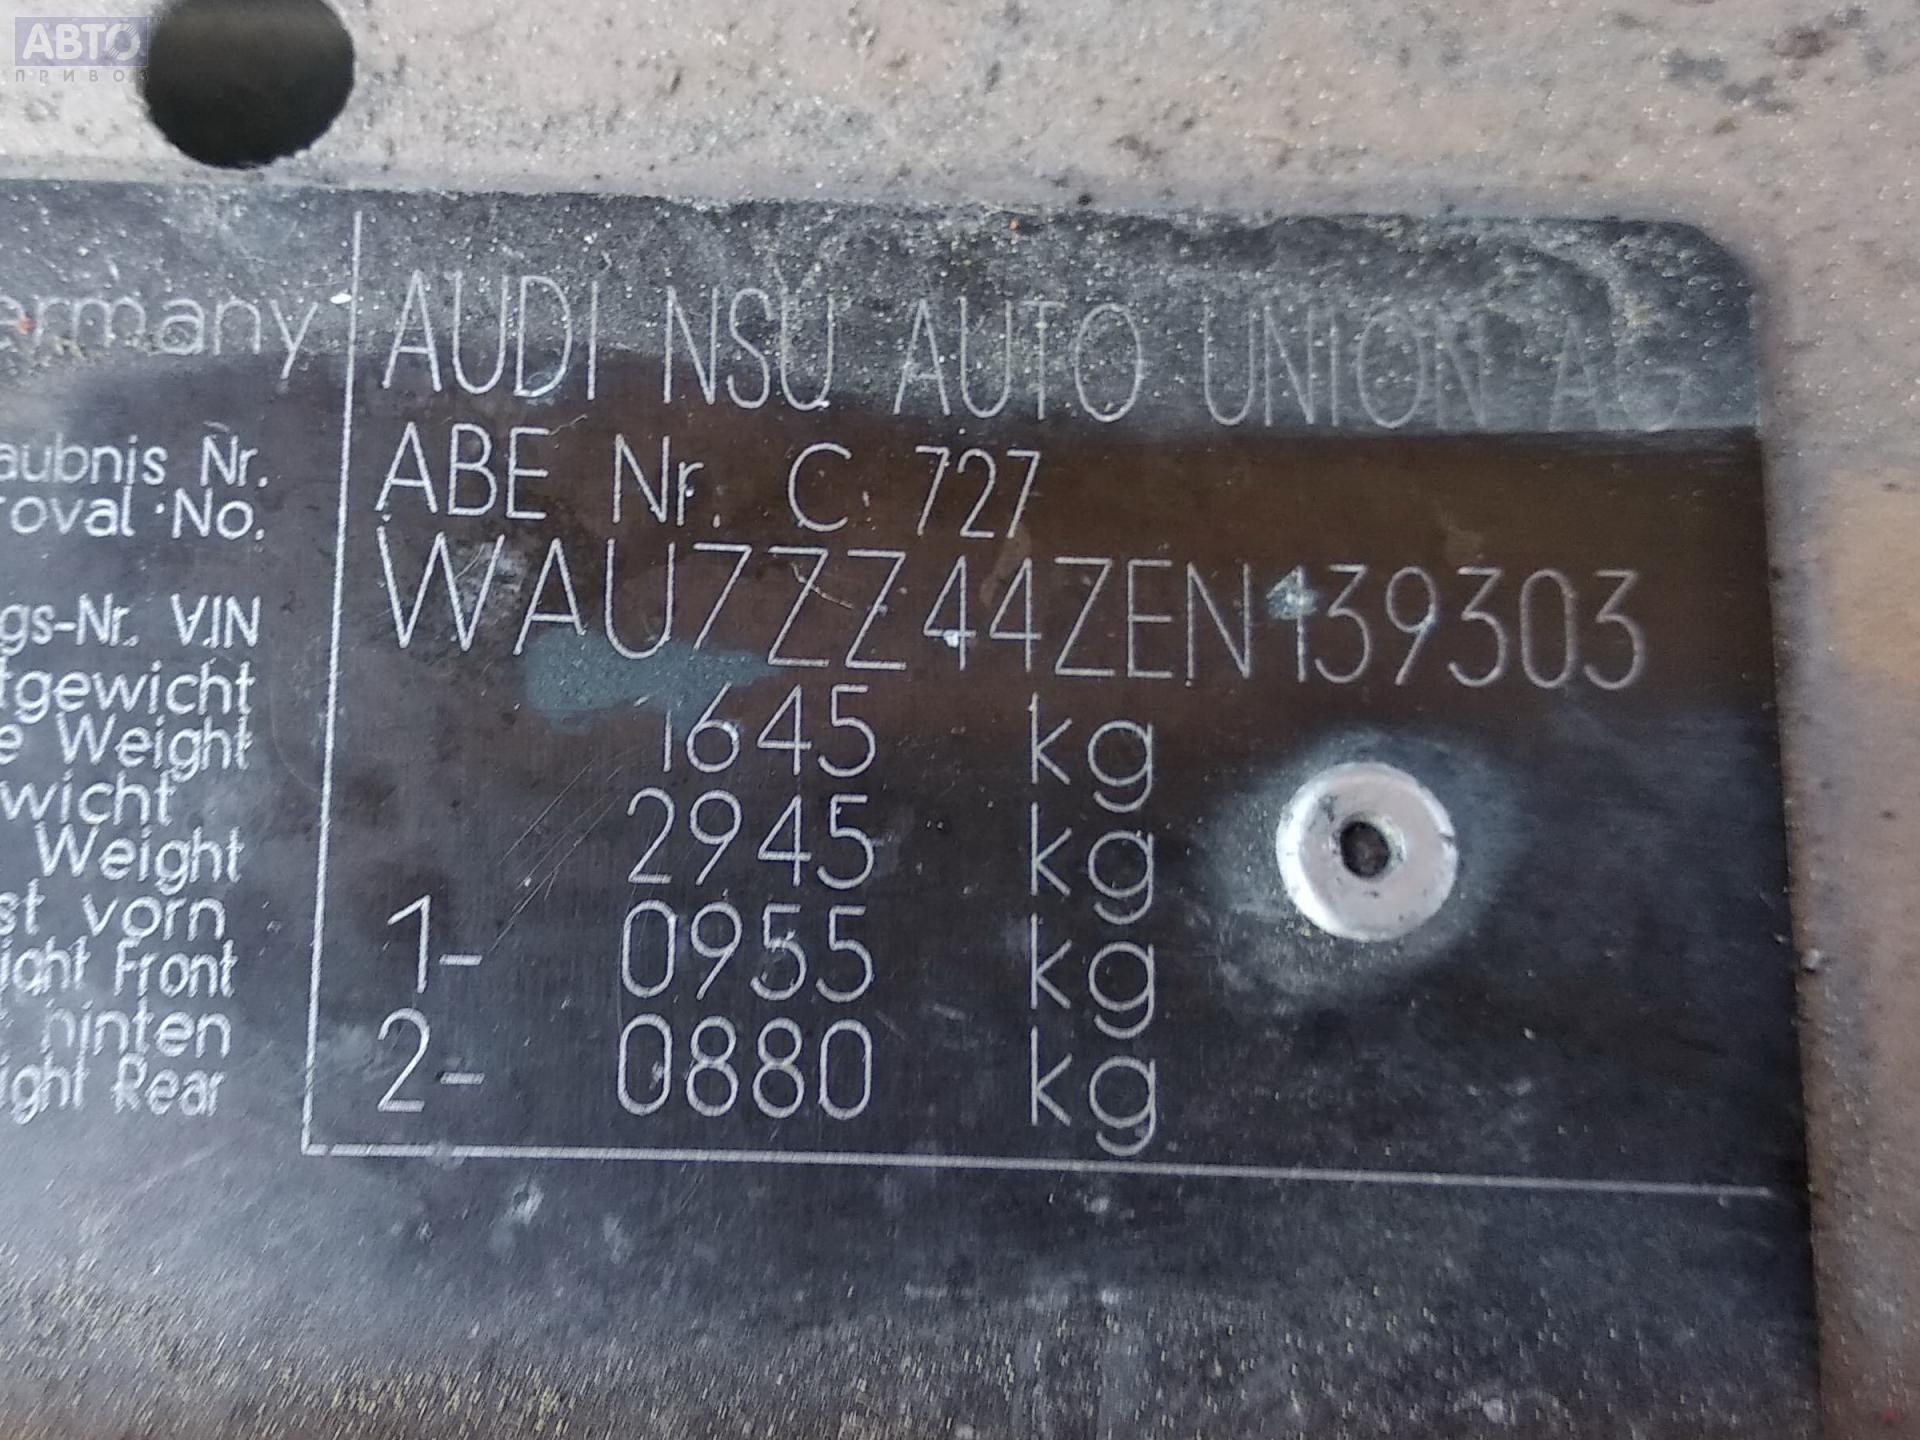 АВТО
ПРИВОЗ
ermany
AUDI NSU AUTO UNION AG
aubnis Nr.
roval No.
ABE Nr. C 727
gs-Nr. VIN
WAU7ZZZ44ZEN139303
tgewicht
e Weight
1645 kg
wicht
Weight
2945 kg
st vorn
ight Front
1- 0955 kg
t hinten
ight Rear
2- 0880 kg